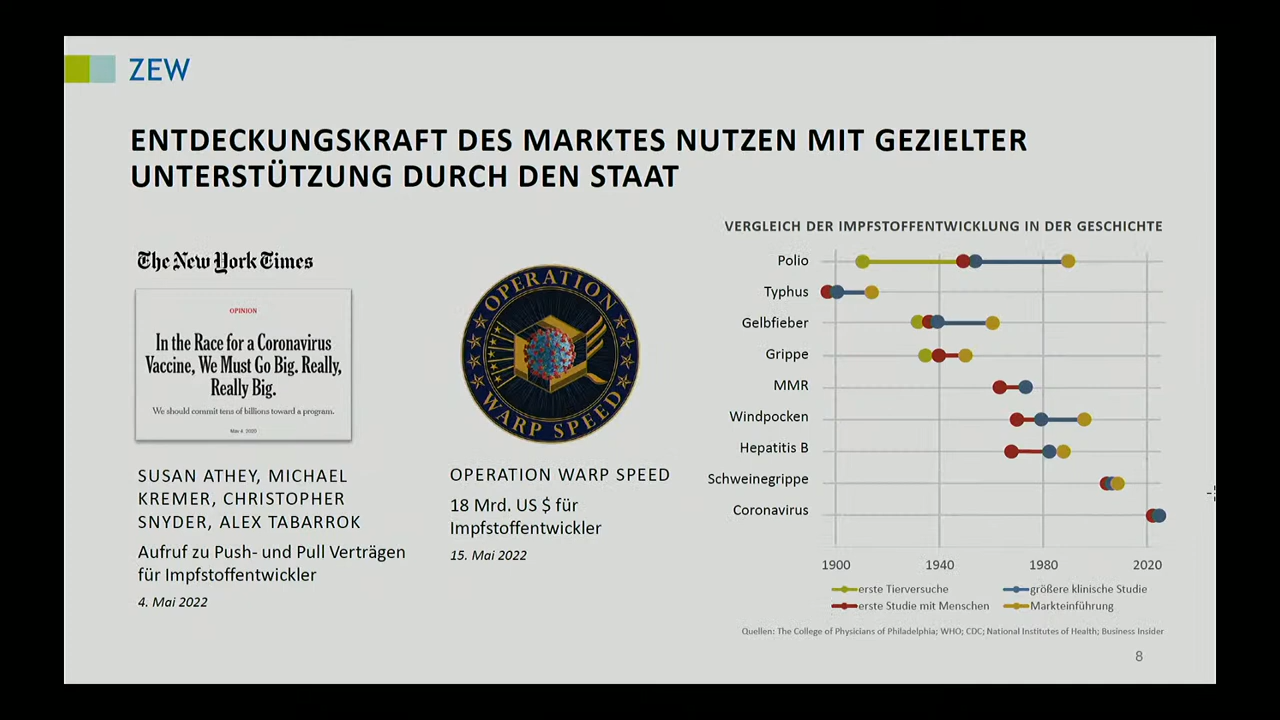 ZEW
ENTDECKUNGSKRAFT DES MARKTES NUTZEN MIT GEZIELTER
UNTERSTÜTZUNG DURCH DEN STAAT
The New York Times
OPINION
In the Race for a Coronavirus
Vaccine, We Must Go Big. Really,
Really Big.
We should commit tens of billions toward a program.
May 4 2020
SUSAN ATHEY, MICHAEL
KREMER, CHRISTOPHER
SNYDER, ALEX TABARROK
Aufruf zu Push- und Pull Verträgen
für Impfstoffentwickler
4. Mai 2022
OPERATION
WARP SPEED
OPERATION WARP SPEED
18 Mrd. US $ für
Impfstoffentwickler
15. Mai 2022
VERGLEICH DER IMPFSTOFFENTWICKLUNG IN DER GESCHICHTE
Polio
Typhus
Gelbfieber
Grippe
MMR
Windpocken
Hepatitis B
Schweinegrippe
Coronavirus
1900 1940 1980 2020
erste Tierversuche größere klinische Studie
erste Studie mit Menschen Markteinführung
Quellen: The College of Physicians of Philadelphia; WHO; CDC; National Institutes of Health; Business Insider
8